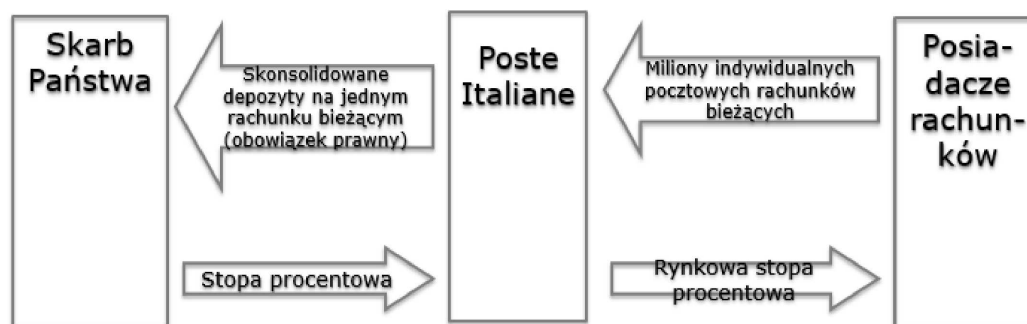 Skarb
Państwa
Skonsolidowane
depozyty na jednym
rachunku bieżącym
(obowiązek prawny)
Poste
Italiane
Miliony indywidualnych
pocztowych rachunków
bieżących
Posia-
dacze
rachun-
ków
Stopa procentowa
Rynkowa stopa
procentowa